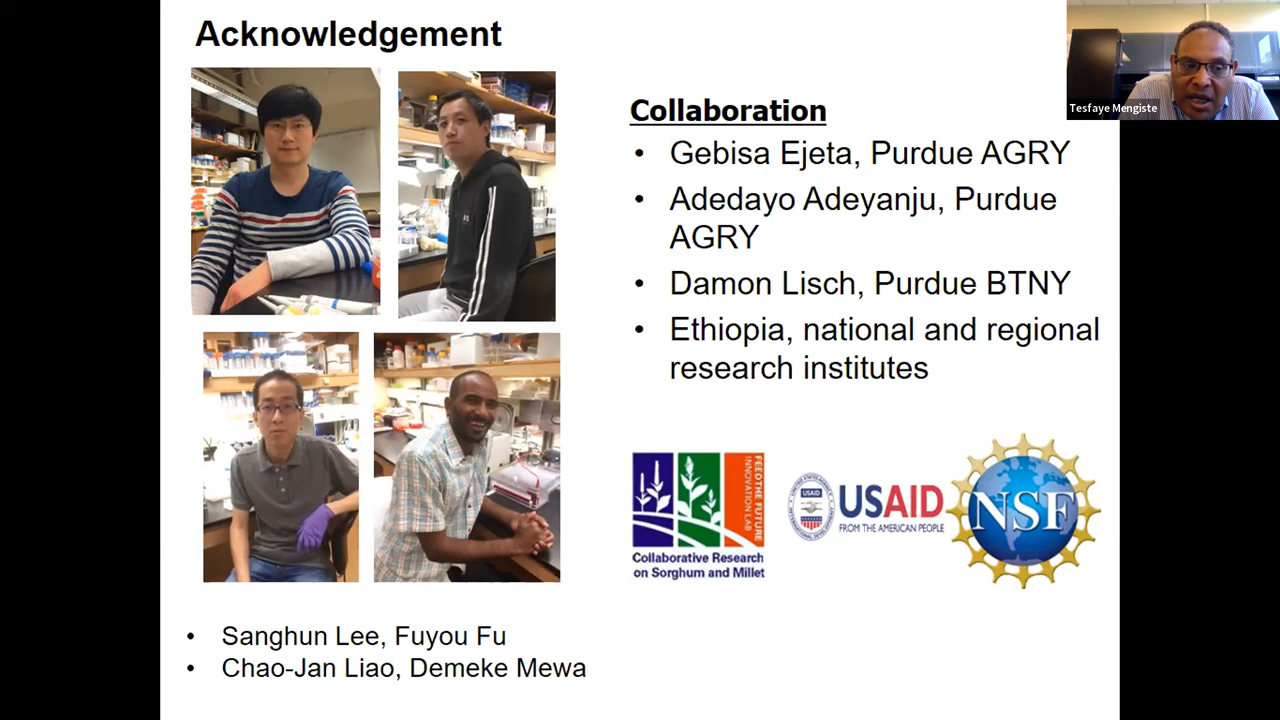 Acknowledgement
Tesfaye Mengiste
Collaboration
• Gebisa Ejeta, Purdue AGRY
• Adedayo Adeyanju, Purdue
AGRY
• Damon Lisch, Purdue BTNY
• Ethiopia, national and regional
research institutes
FEED THE FUTURE
INNOVATION LAB
Collaborative Research
on Sorghum and Millet
USAID
USAID
FROM THE AMERICAN PEOPLE
NSF
• Sanghun Lee, Fuyou Fu
• Chao-Jan Liao, Demeke Mewa